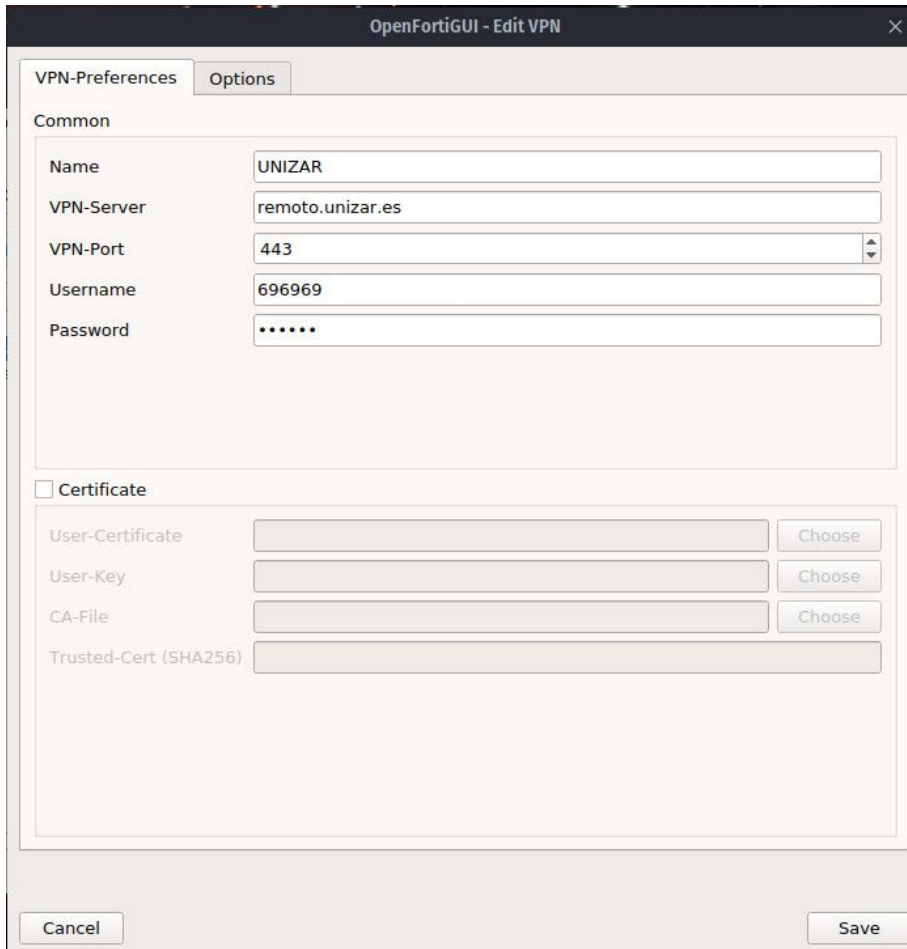 OpenFortiGUI - Edit VPN
VPN-Preferences Options
Common
Name UNIZAR
VPN-Server remoto.unizar.es
VPN-Port 443
Username 696969
Password ••••••
Certificate
User-Certificate Choose
User-Key Choose
CA-File Choose
Trusted-Cert (SHA256)
Cancel Save